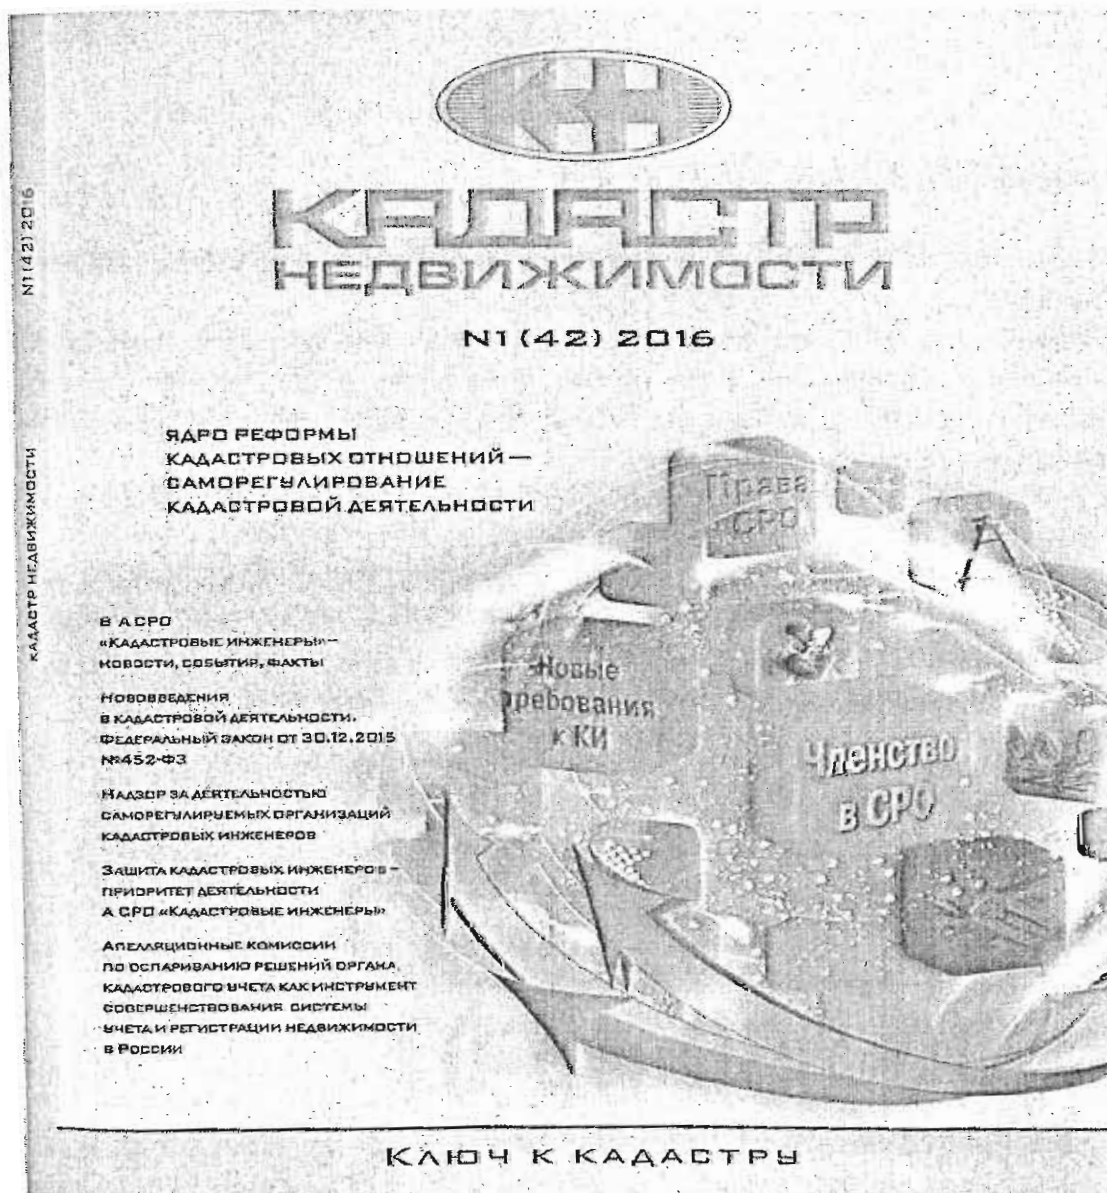 КН
КАДАСТР
НЕДВИЖИМОСТИ
N1 (42) 2016
N1(42) 2016
КАДАСТР НЕДВИЖИМОСТИ
ЯДРО РЕФОРМЫ
КАДАСТРОВЫХ ОТНОШЕНИЙ —
САМОРЕГУЛИРОВАНИЕ
КАДАСТРОВОЙ ДЕЯТЕЛЬНОСТИ
Права
СРО
В А СРО
«КАДАСТРОВЫЕ ИНЖЕНЕРЫ» –
НОВОСТИ, СОБЫТИЯ, ФАКТЫ
Новые
требования
к КИ
НОВОВВЕДЕНИЯ
В КАДАСТРОВОЙ ДЕЯТЕЛЬНОСТИ.
ФЕДЕРАЛЬНЫЙ ЗАКОН ОТ 30.12.2015
№452-ФЗ
Членство
в СРО
НАДЗОР ЗА ДЕЯТЕЛЬНОСТЬЮ
САМОРЕГУЛИРУЕМЫХ ОРГАНИЗАЦИЙ
КАДАСТРОВЫХ ИНЖЕНЕРОВ
ЗАЩИТА КАДАСТРОВЫХ ИНЖЕНЕРОВ –
ПРИОРИТЕТ ДЕЯТЕЛЬНОСТИ
А СРО «КАДАСТРОВЫЕ ИНЖЕНЕРЫ»
АПЕЛЛЯЦИОННЫЕ КОМИССИИ
ПО ОСПАРИВАНИЮ РЕШЕНИЙ ОРГАНА
КАДАСТРОВОГО УЧЕТА КАК ИНСТРУМЕНТ
СОВЕРШЕНСТВОВАНИЯ СИСТЕМЫ
УЧЕТА И РЕГИСТРАЦИИ НЕДВИЖИМОСТИ
В РОССИИ
КЛЮЧ К КАДАСТРУ